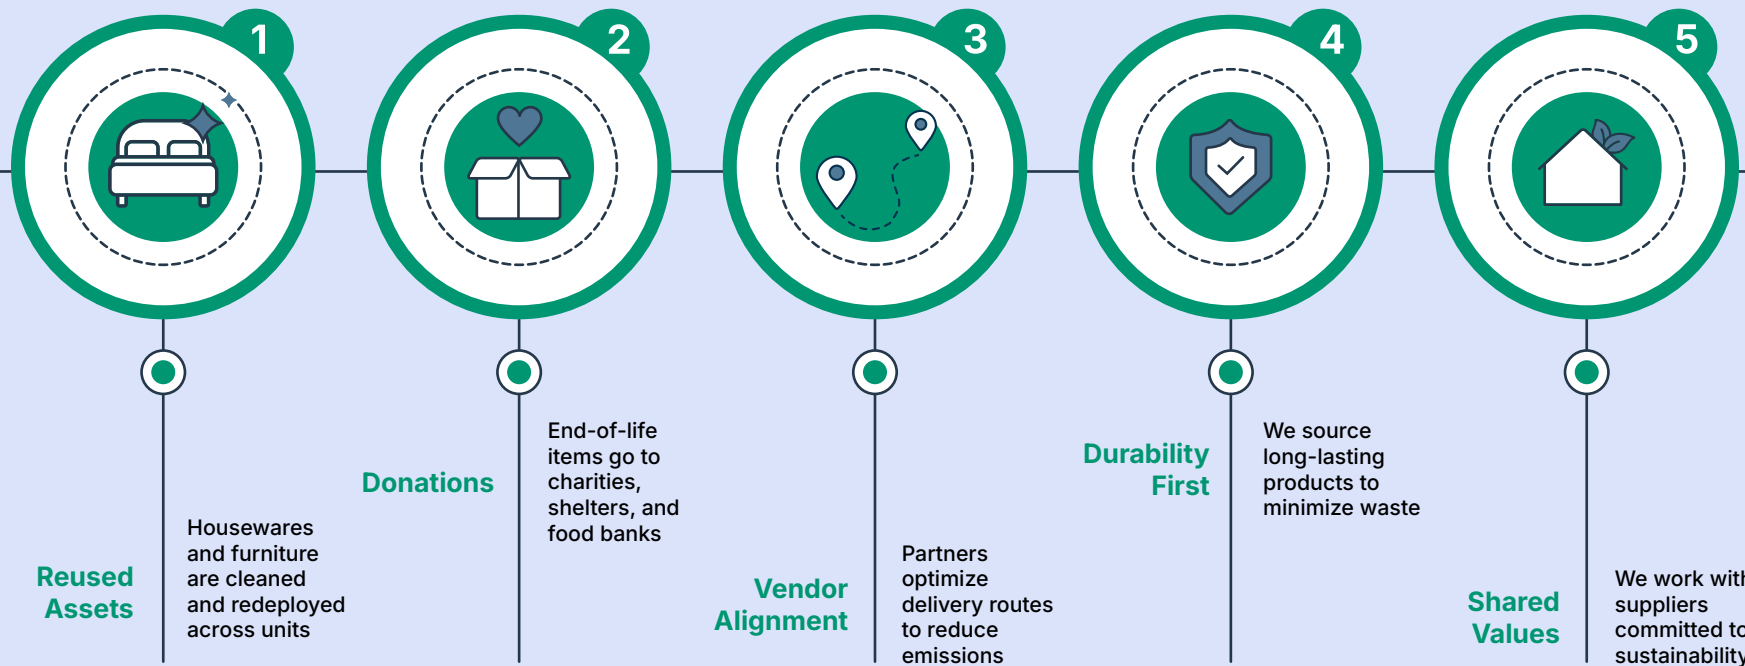 1
2
3
4
5
Reused
Assets
Housewares
and furniture
are cleaned
and redeployed
across units
Donations
End-of-life
items go to
charities,
shelters, and
food banks
Vendor
Alignment
Partners
optimize
delivery routes
to reduce
emissions
Durability
First
We source
long-lasting
products to
minimize waste
Shared
Values
We work with
suppliers
committed to
sustainability